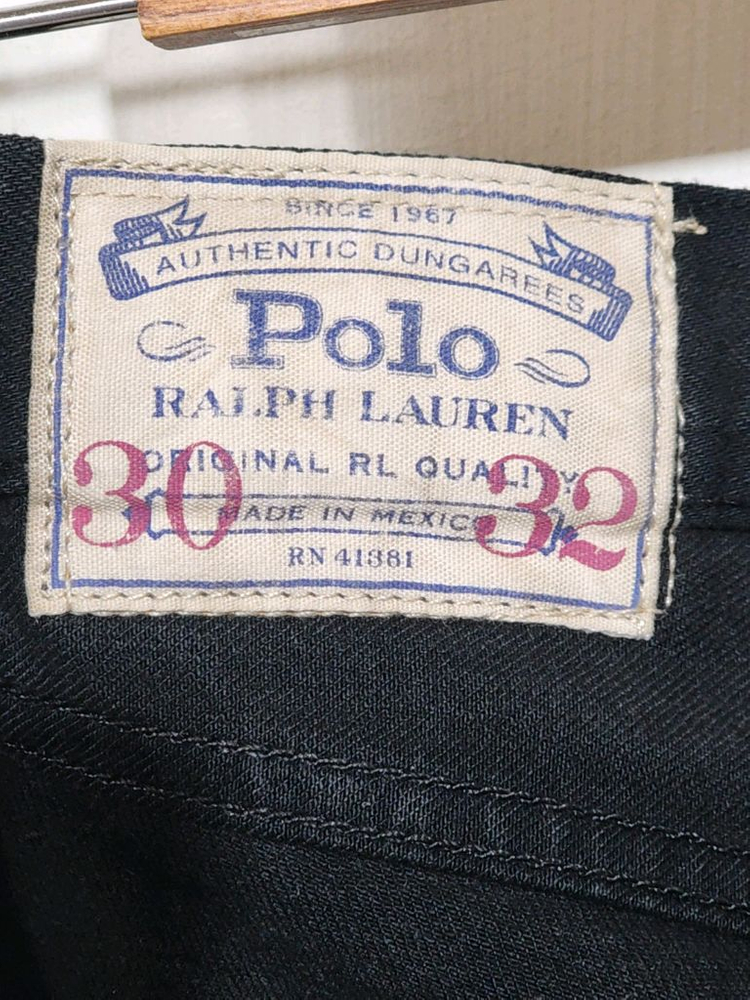 SINCE 1967
AUTHENTIC DUNGAREES
Polo
RALPH LAUREN
ORIGINAL RL QUALITY
30 32
MADE IN MEXICO
RN 41381